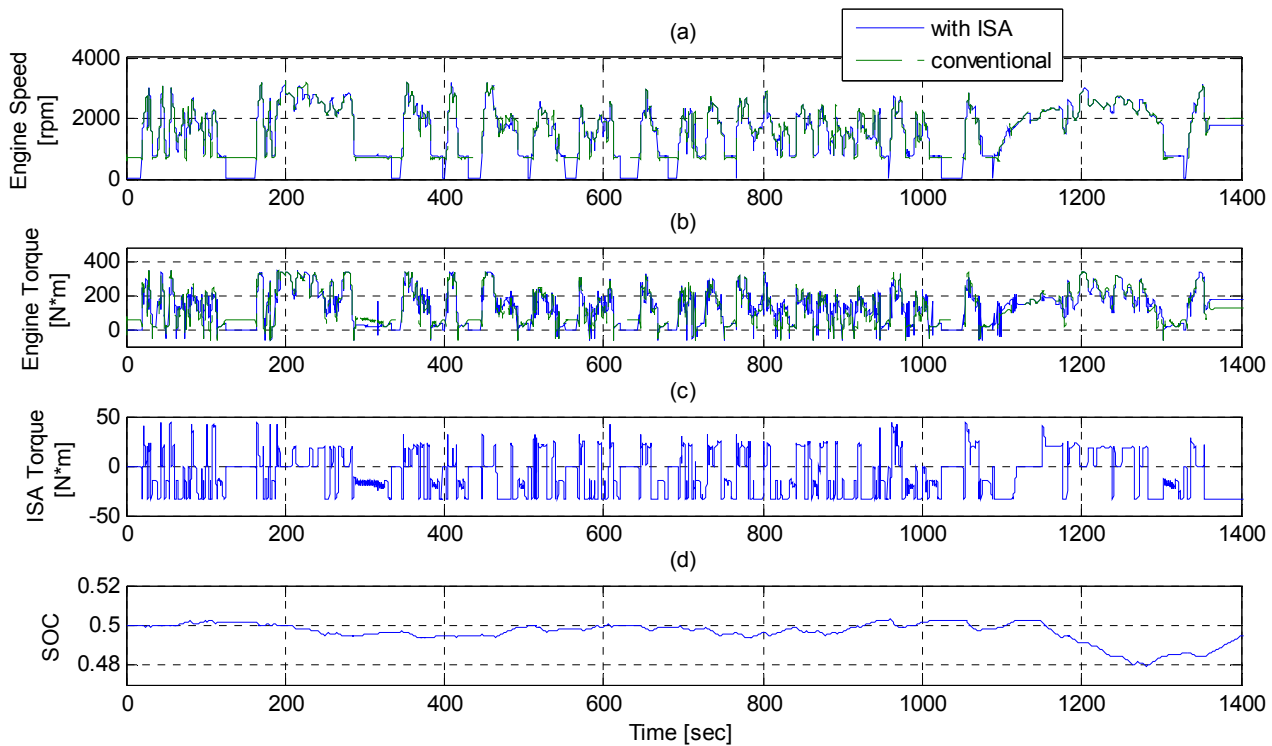 (a)
with ISA
conventional
Engine Speed
[rpm]
4000
2000
0
0 200 400 600 800 1000 1200 1400
(b)
Engine Torque
[N*m]
400
200
0
0 200 400 600 800 1000 1200 1400
(c)
ISA Torque
[N*m]
50
0
-50
0 200 400 600 800 1000 1200 1400
(d)
SOC
0.52
0.5
0.48
0 200 400 600 800 1000 1200 1400
Time [sec]